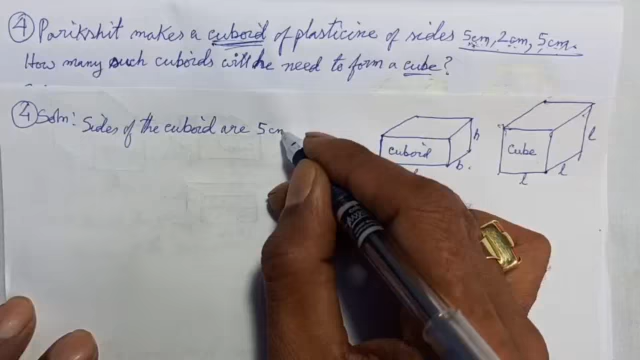 ④ Parikshit makes a cuboid of plasticine of sides 5cm, 2cm, 5cm.
How many such cuboids will he need to form a cube?
④ Soln: Sides of the cuboid are 5cm
cuboid
h
b
l
cube
l
l
l